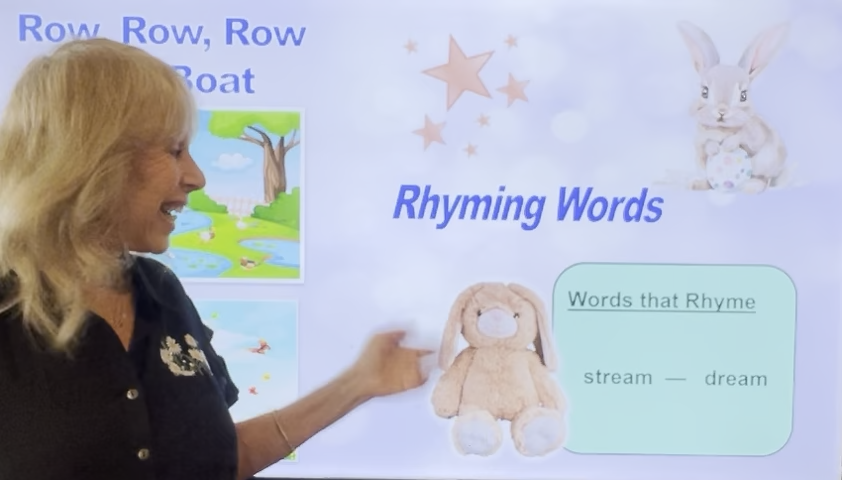 Row, Row, Row
Boat
Rhyming Words
Words that Rhyme
stream — dream